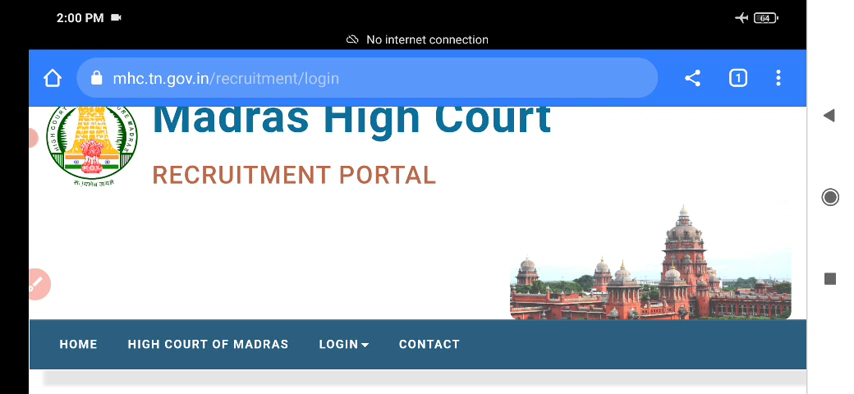 2:00 PM
64
No internet connection
mhc.tn.gov.in/recruitment/login
1
Madras High Court
RECRUITMENT PORTAL
HOME
HIGH COURT OF MADRAS
LOGIN
CONTACT